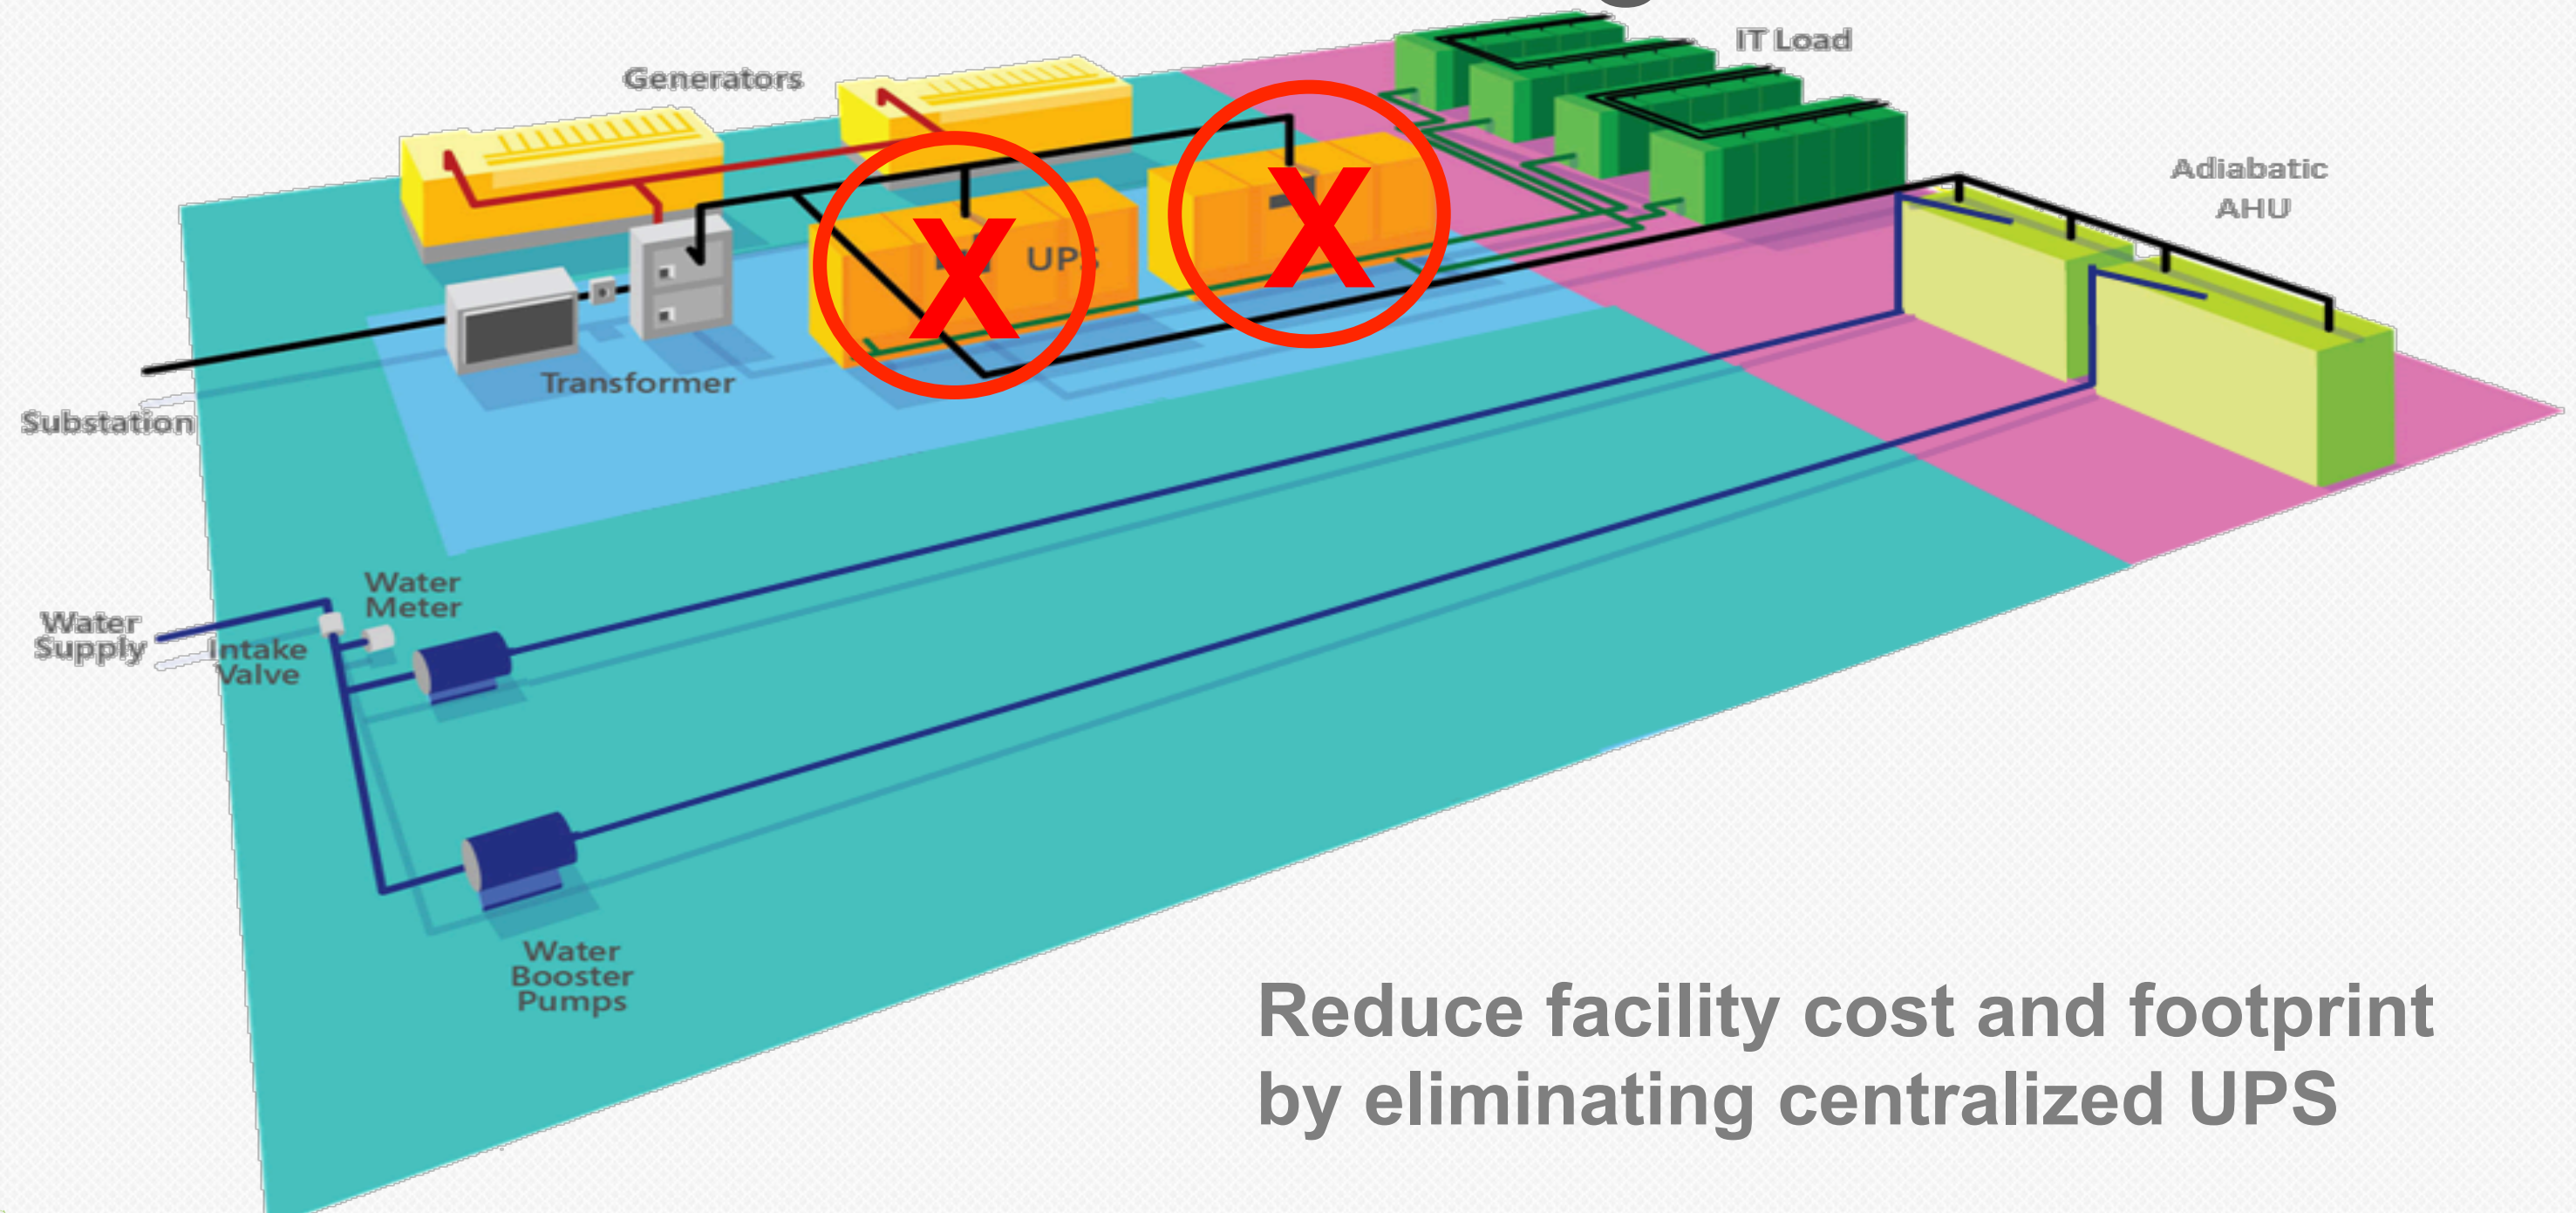 IT Load
Generators
Adiabatic
AHU
X
X
UPS
Transformer
Substation
Water
Meter
Water
Supply
Intake
Valve
Water
Booster
Pumps
Reduce facility cost and footprint
by eliminating centralized UPS